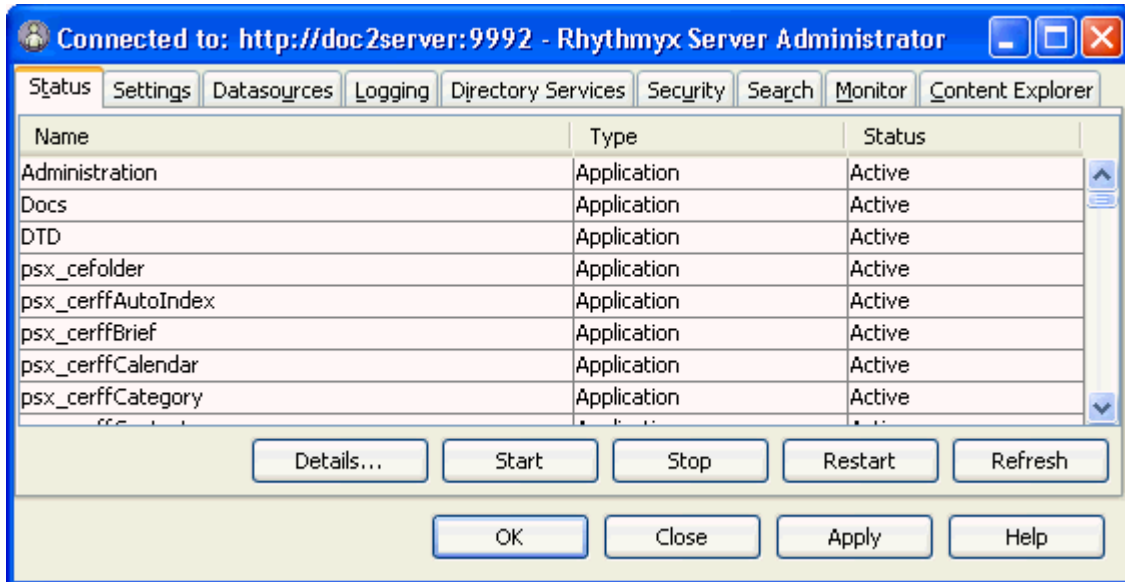 Connected to: http://doc2server:9992 - Rhythmyx Server Administrator
Status Settings Datasources Logging Directory Services Security Search Monitor Content Explorer
Name Type Status
Administration Application Active
Docs Application Active
DTD Application Active
psx_cefolder Application Active
psx_cerffAutoIndex Application Active
psx_cerffBrief Application Active
psx_cerffCalendar Application Active
psx_cerffCategory Application Active
Details... Start Stop Restart Refresh
OK Close Apply Help